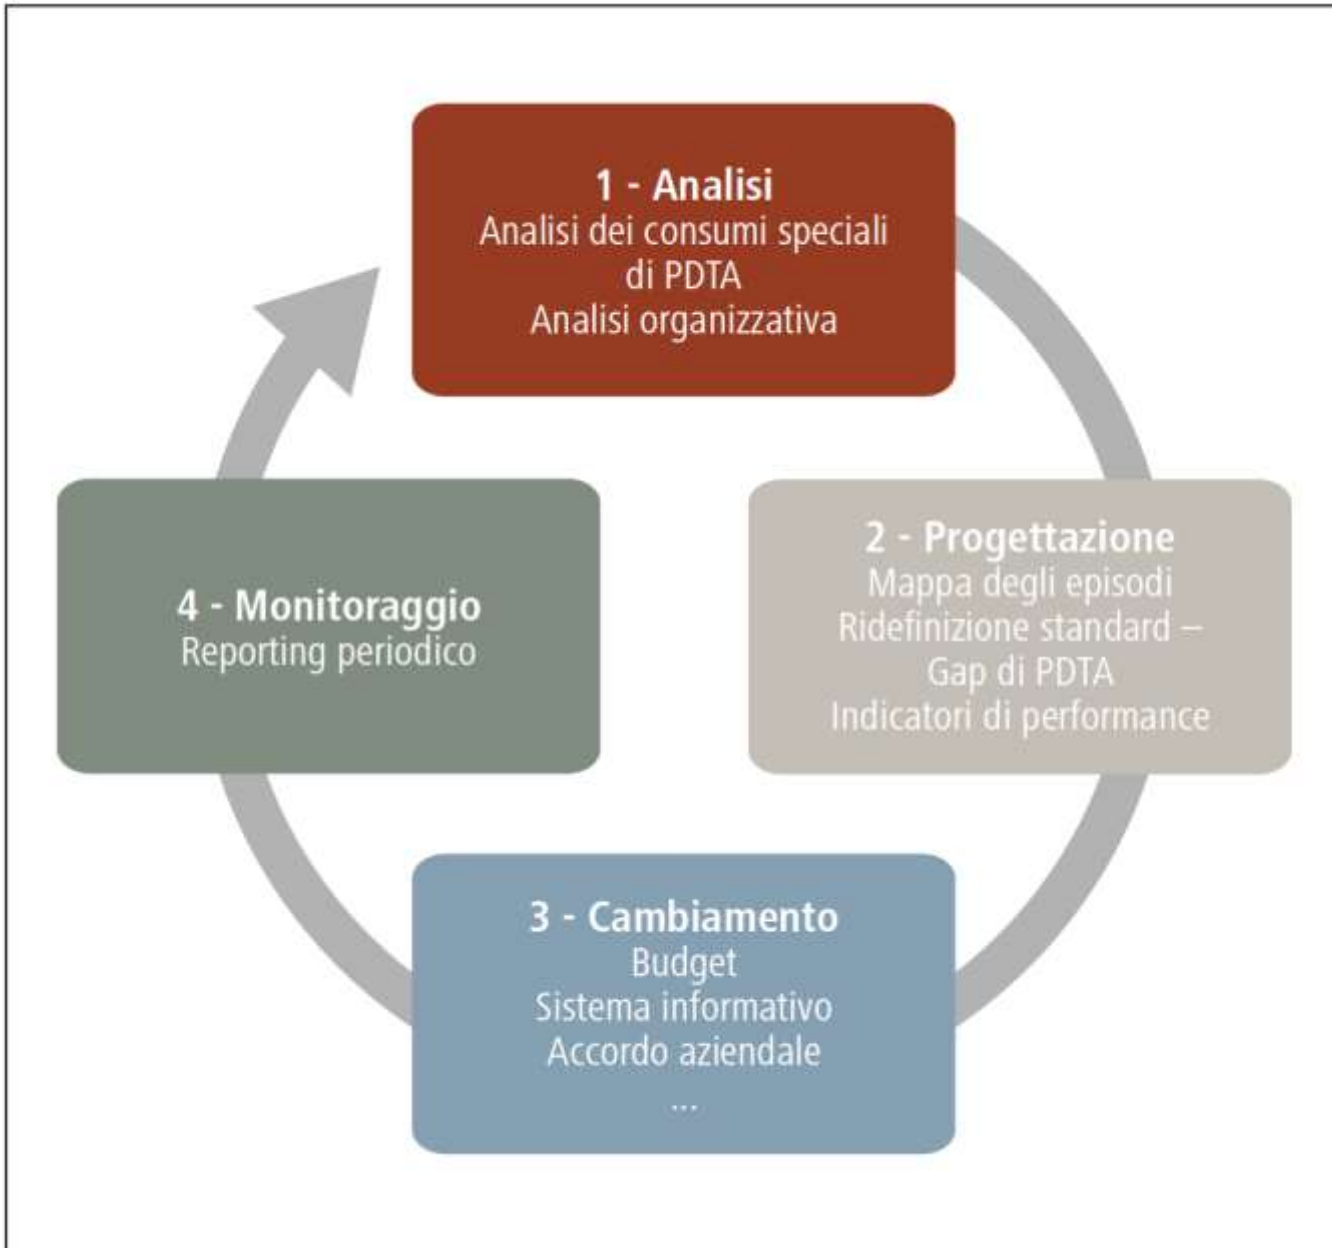 1 - Analisi
Analisi dei consumi speciali
di PDTA
Analisi organizzativa
2 - Progettazione
Mappa degli episodi
Ridefinizione standard –
Gap di PDTA
Indicatori di performance
3 - Cambiamento
Budget
Sistema informativo
Accordo aziendale
...
4 - Monitoraggio
Reporting periodico